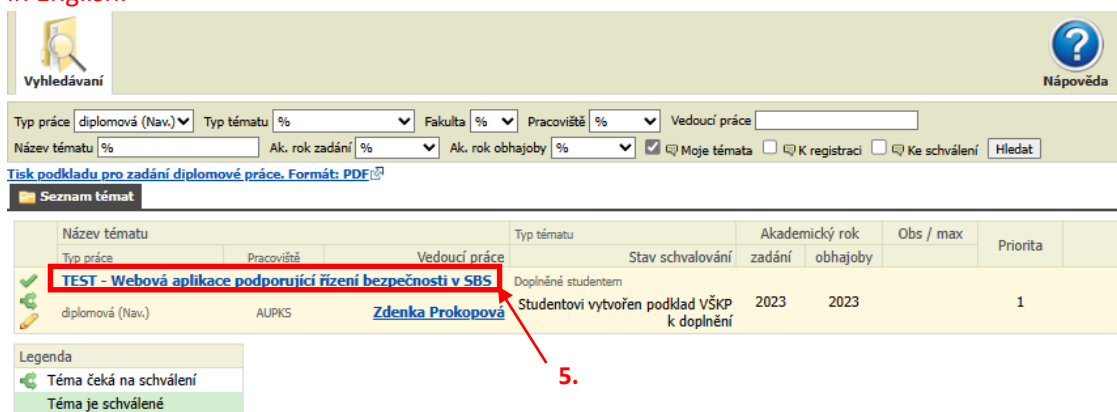 in English.
Vyhledávaní
Nápověda
Typ práce diplomová (Nav.) Typ tématu % Fakulta % Pracoviště % Vedoucí práce
Název tématu % Ak. rok zadání % Ak. rok obhajoby % Moje témata K registraci Ke schválení Hledat
Tisk podkladu pro zadání diplomové práce. Formát: PDF
Seznam témat
Název tématu Typ tématu Akademický rok Obs / max Priorita
Typ práce Pracoviště Vedoucí práce Stav schvalování zadání obhajoby
TEST - Webová aplikace podporující řízení bezpečnosti v SBS Doplněné studentem
diplomová (Nav.) AUPKS Zdenka Prokopová Studentovi vytvořen podklad VŠKP 2023 2023 1
k doplnění
Legenda
Téma čeká na schválení
Téma je schválené
5.